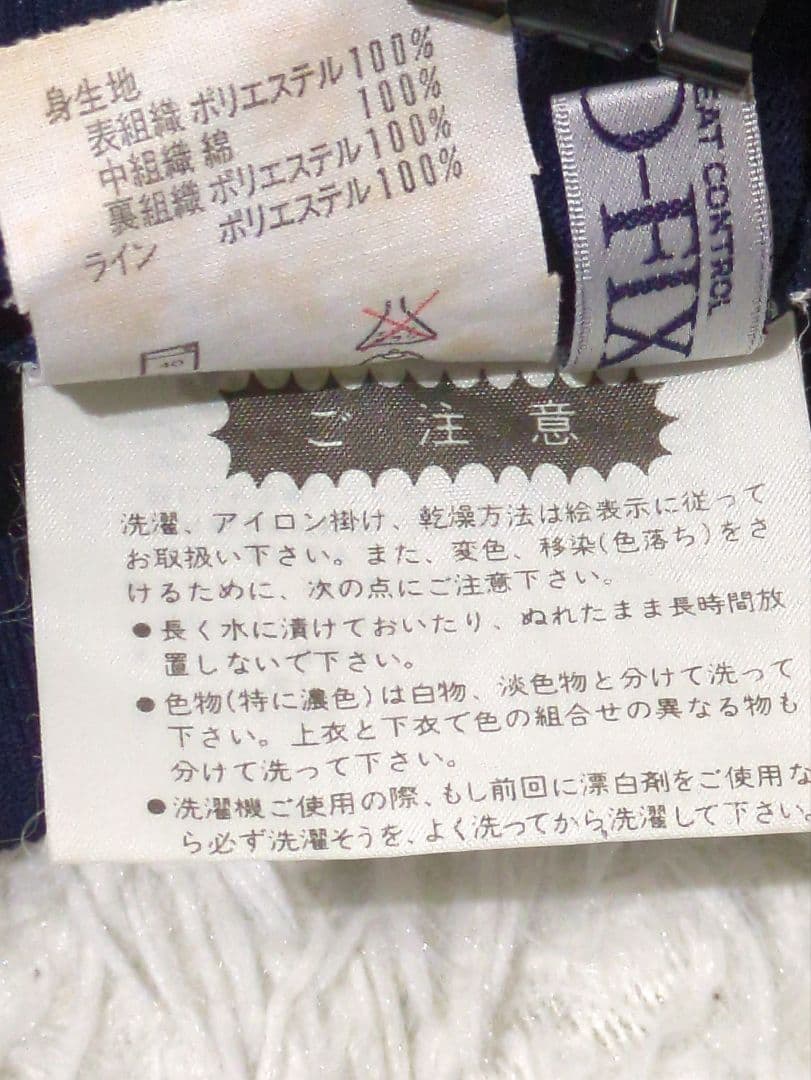 身生地
表組織 ポリエステル100%
中組織 綿 100%
裏組織 ポリエステル100%
ライン ポリエステル100%
40
EAT CONTROL
D-FIX
ご注意
洗濯、アイロン掛け、乾燥方法は絵表示に従って
お取扱い下さい。また、変色、移染(色落ち)をさ
けるために、次の点にご注意下さい。
●長く水に漬けておいたり、ぬれたまま長時間放
置しないで下さい。
●色物(特に濃色)は白物、淡色物と分けて洗って
下さい。上衣と下衣で色の組合せの異なる物も
分けて洗って下さい。
●洗濯機ご使用の際、もし前回に漂白剤をご使用な
ら必ず洗濯そうを、よく洗ってから洗濯して下さい。